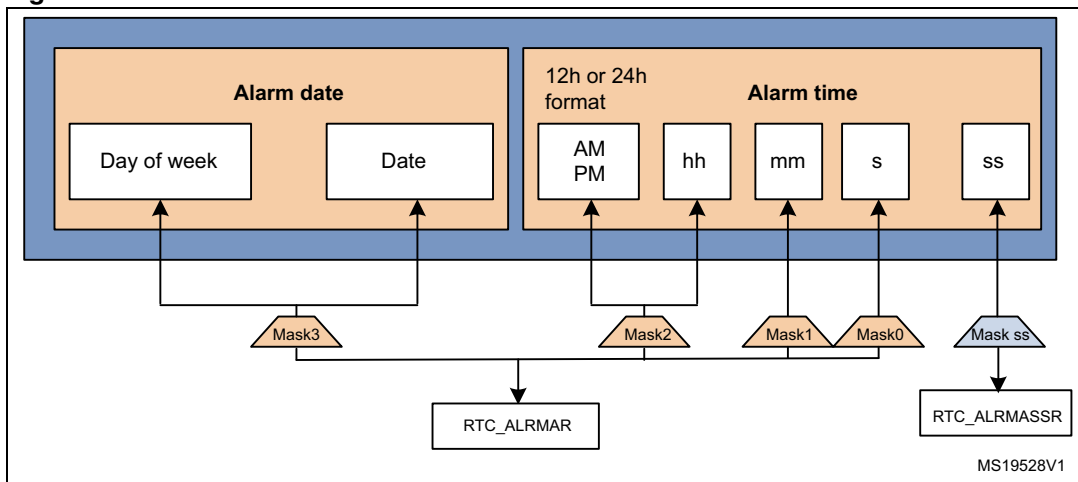 12h or 24h
format
Alarm date
Alarm time
Day of week
Date
AM
PM
hh
mm
s
ss
Mask3
Mask2
Mask1
Mask0
Mask ss
RTC_ALRMAR
RTC_ALRMASSR
MS19528V1